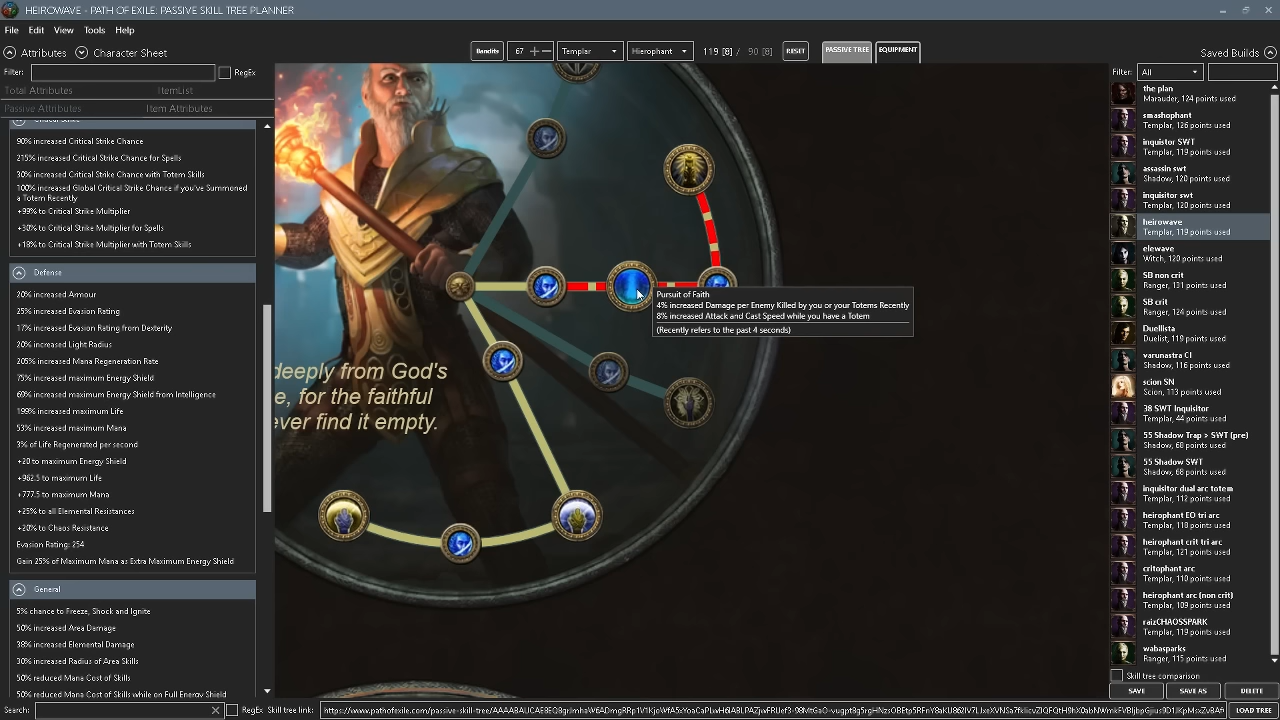 HEIROWAVE - PATH OF EXILE: PASSIVE SKILL TREE PLANNER
File Edit View Tools Help
Attributes Character Sheet
Bandits 67 Templar Hierophant 119 [8] / 90 [8] RESET PASSIVE TREE EQUIPMENT
Saved Builds
Filter: RegEx
Total Attributes ItemList
Passive Attributes Item Attributes
Critical Strike
90% increased Critical Strike Chance
215% increased Critical Strike Chance for Spells
30% increased Critical Strike Chance with Totem Skills
100% increased Global Critical Strike Chance if you've Summoned
a Totem Recently
+99% to Critical Strike Multiplier
+30% to Critical Strike Multiplier for Spells
+18% to Critical Strike Multiplier with Totem Skills
Defense
20% increased Armour
25% increased Evasion Rating
17% increased Evasion Rating from Dexterity
20% increased Light Radius
205% increased Mana Regeneration Rate
75% increased maximum Energy Shield
69% increased maximum Energy Shield from Intelligence
199% increased maximum Life
53% increased maximum Mana
3% of Life Regenerated per second
+20 to maximum Energy Shield
+982.5 to maximum Life
+777.5 to maximum Mana
+25% to all Elemental Resistances
+20% to Chaos Resistance
Evasion Rating: 254
Gain 25% of Maximum Mana as Extra Maximum Energy Shield
General
5% chance to Freeze, Shock and Ignite
50% increased Area Damage
38% increased Elemental Damage
30% increased Radius of Area Skills
50% reduced Mana Cost of Skills
50% reduced Mana Cost of Skills while on Full Energy Shield
deeply from God's
e, for the faithful
ever find it empty.
Pursuit of Faith
4% increased Damage per Enemy Killed by you or your Totems Recently
8% increased Attack and Cast Speed while you have a Totem
(Recently refers to the past 4 seconds)
Filter: All
the plan
Marauder, 124 points used
smashophant
Templar, 126 points used
inquistor SWT
Templar, 119 points used
assassin swt
Shadow, 120 points used
inquisitor swt
Templar, 120 points used
heirowave
Templar, 119 points used
elewave
Witch, 120 points used
SB non crit
Ranger, 131 points used
SB crit
Ranger, 124 points used
Duellista
Duelist, 119 points used
varunastra CI
Shadow, 116 points used
scion SN
Scion, 113 points used
38 SWT Inquisitor
Templar, 44 points used
55 Shadow Trap > SWT (pre)
Shadow, 68 points used
55 Shadow SWT
Shadow, 68 points used
inquisitor dual arc totem
Templar, 112 points used
heirophant EO tri arc
Templar, 118 points used
heirophant crit tri arc
Templar, 121 points used
critophant arc
Templar, 110 points used
heirophant arc (non crit)
Templar, 109 points used
raizCHAOSSPARK
Templar, 119 points used
wabasparks
Ranger, 115 points used
Skill tree comparison
SAVE SAVE AS DELETE
Search: RegEx Skill tree link: LOAD TREE